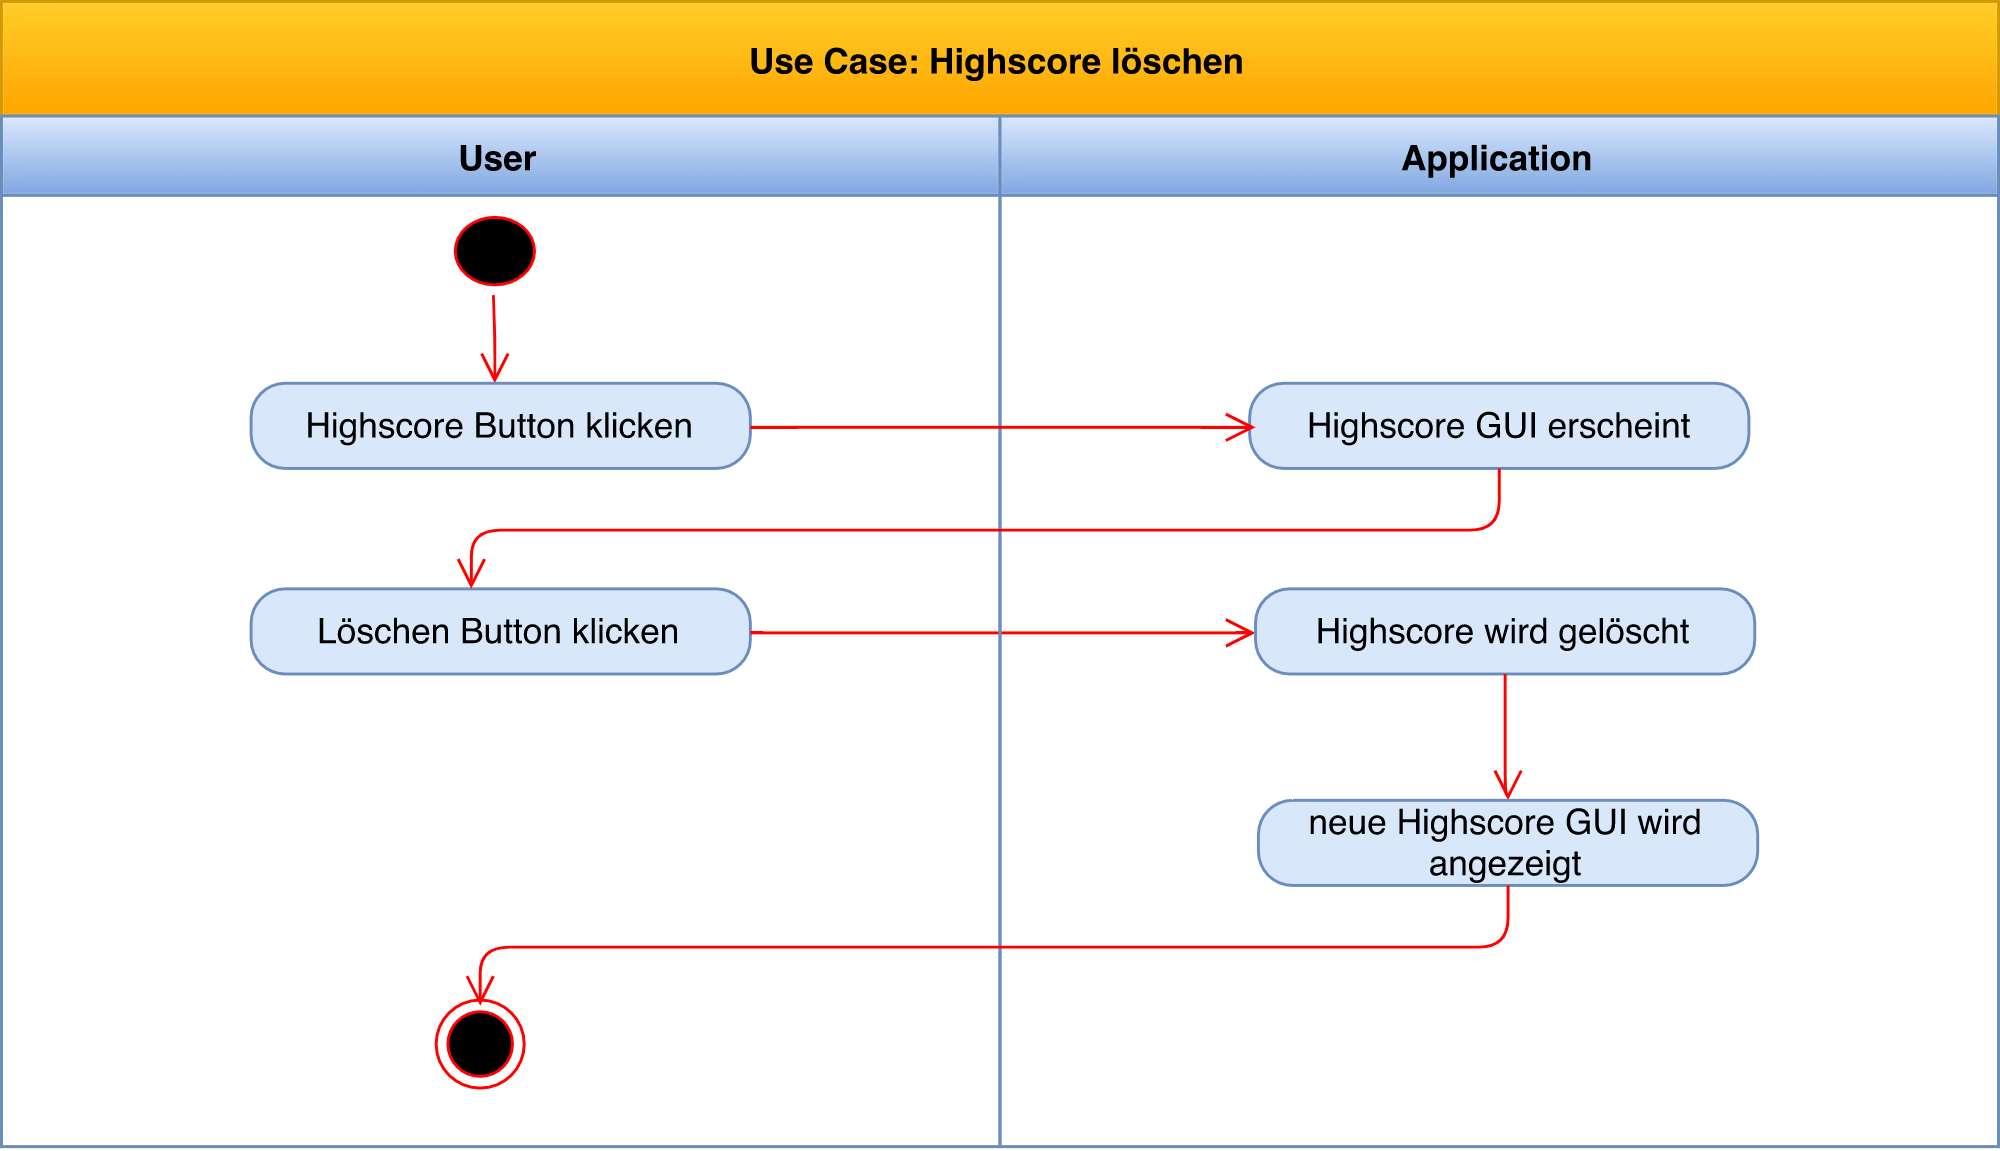 Use Case: Highscore löschen
User
Application
Highscore Button klicken
Highscore GUI erscheint
Löschen Button klicken
Highscore wird gelöscht
neue Highscore GUI wird
angezeigt